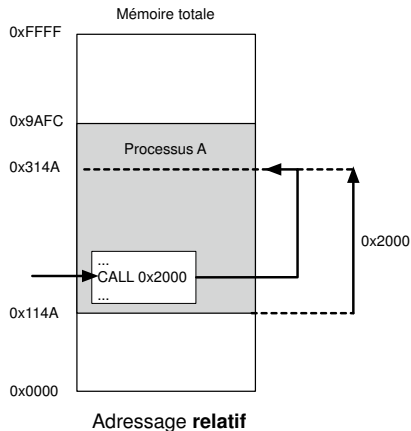 Mémoire totale
0xFFFF
0x9AFC
Processus A
0x314A
0x2000
...
CALL 0x2000
...
0x114A
0x0000
Adressage relatif